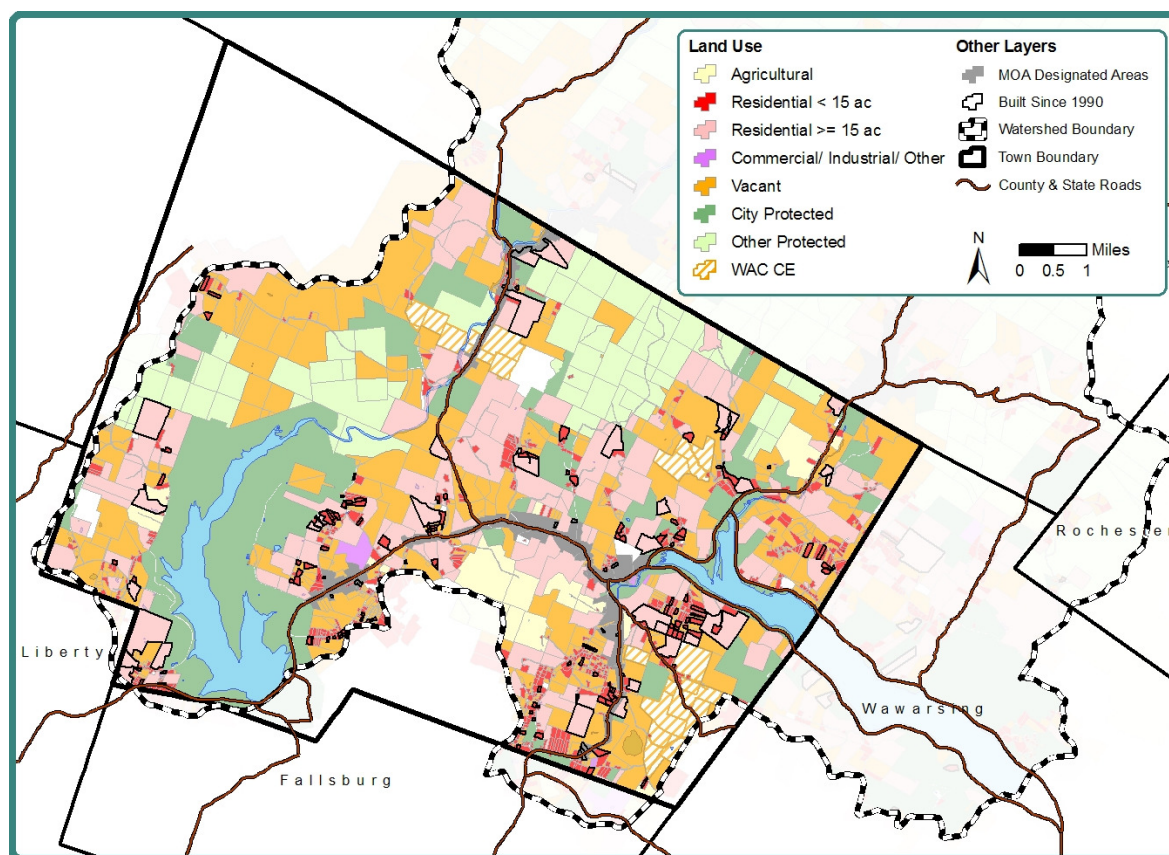 Land Use
Agricultural
Residential < 15 ac
Residential >= 15 ac
Commercial/ Industrial/ Other
Vacant
City Protected
Other Protected
WAC CE
Other Layers
MOA Designated Areas
Built Since 1990
Watershed Boundary
Town Boundary
County & State Roads
N
Miles
0 0.5 1
Rochester
Liberty
Wawarsing
Fallsburg